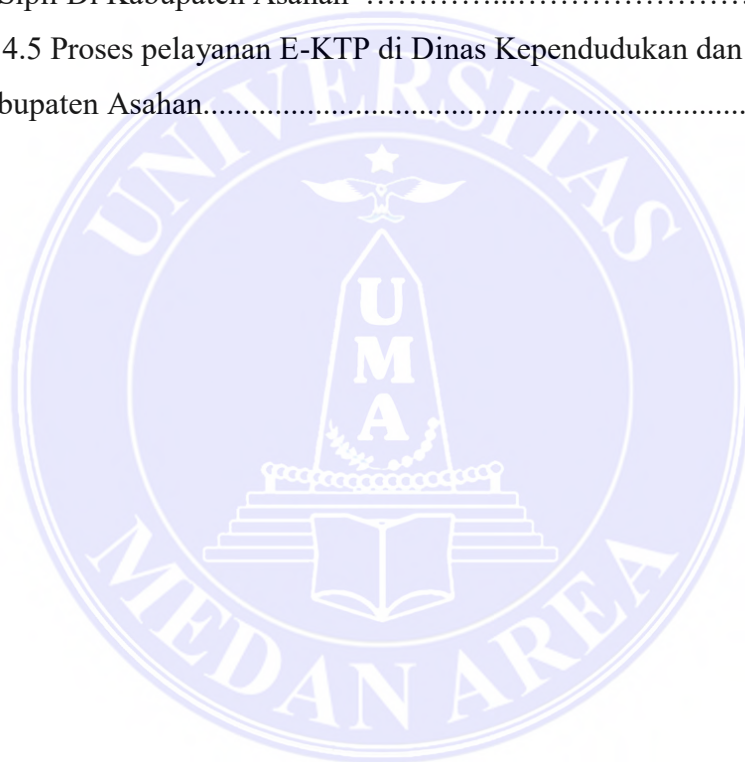 Sipil Di Kabupaten Asahan …………...…………………
4.5 Proses pelayanan E-KTP di Dinas Kependudukan dan
bupaten Asahan....................................................................
UNIVERSITAS
UMA
MEDAN AREA